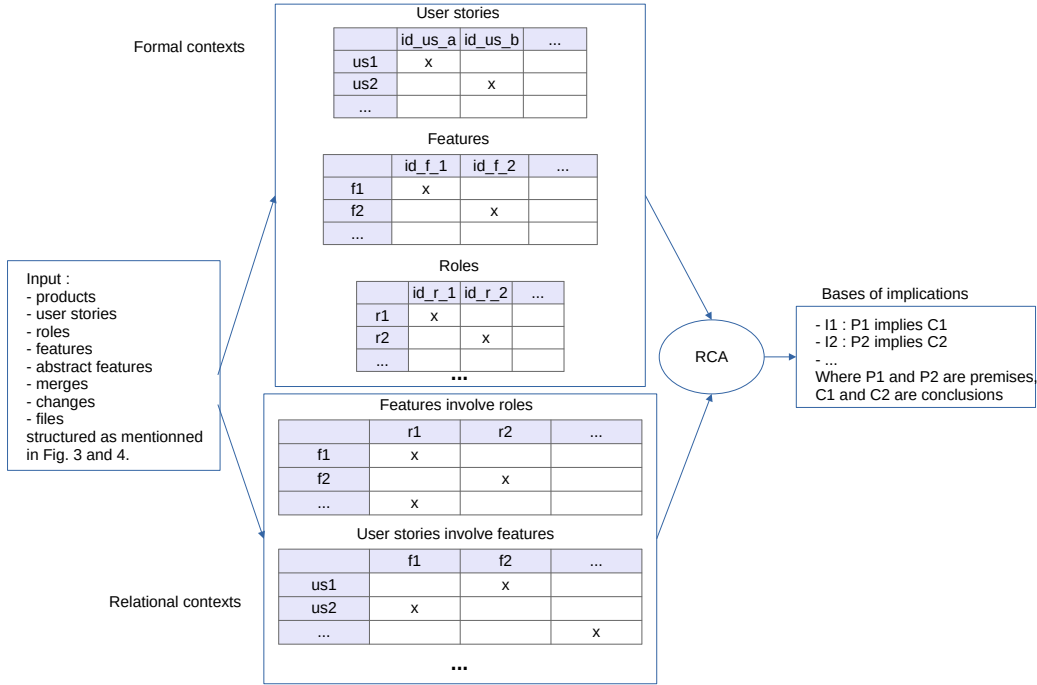 Formal contexts
User stories
id_us_a id_us_b ...
us1 x
us2 x
...
Features
id_f_1 id_f_2 ...
f1 x
f2 x
...
Roles
id_r_1 id_r_2 ...
r1 x
r2 x
...
...
Input :
- products
- user stories
- roles
- features
- abstract features
- merges
- changes
- files
structured as mentionned
in Fig. 3 and 4.
Relational contexts
Features involve roles
r1 r2 ...
f1 x
f2 x
... x
User stories involve features
f1 f2 ...
us1 x
us2 x
... x
...
RCA
Bases of implications
- I1 : P1 implies C1
- I2 : P2 implies C2
- ...
Where P1 and P2 are premises,
C1 and C2 are conclusions